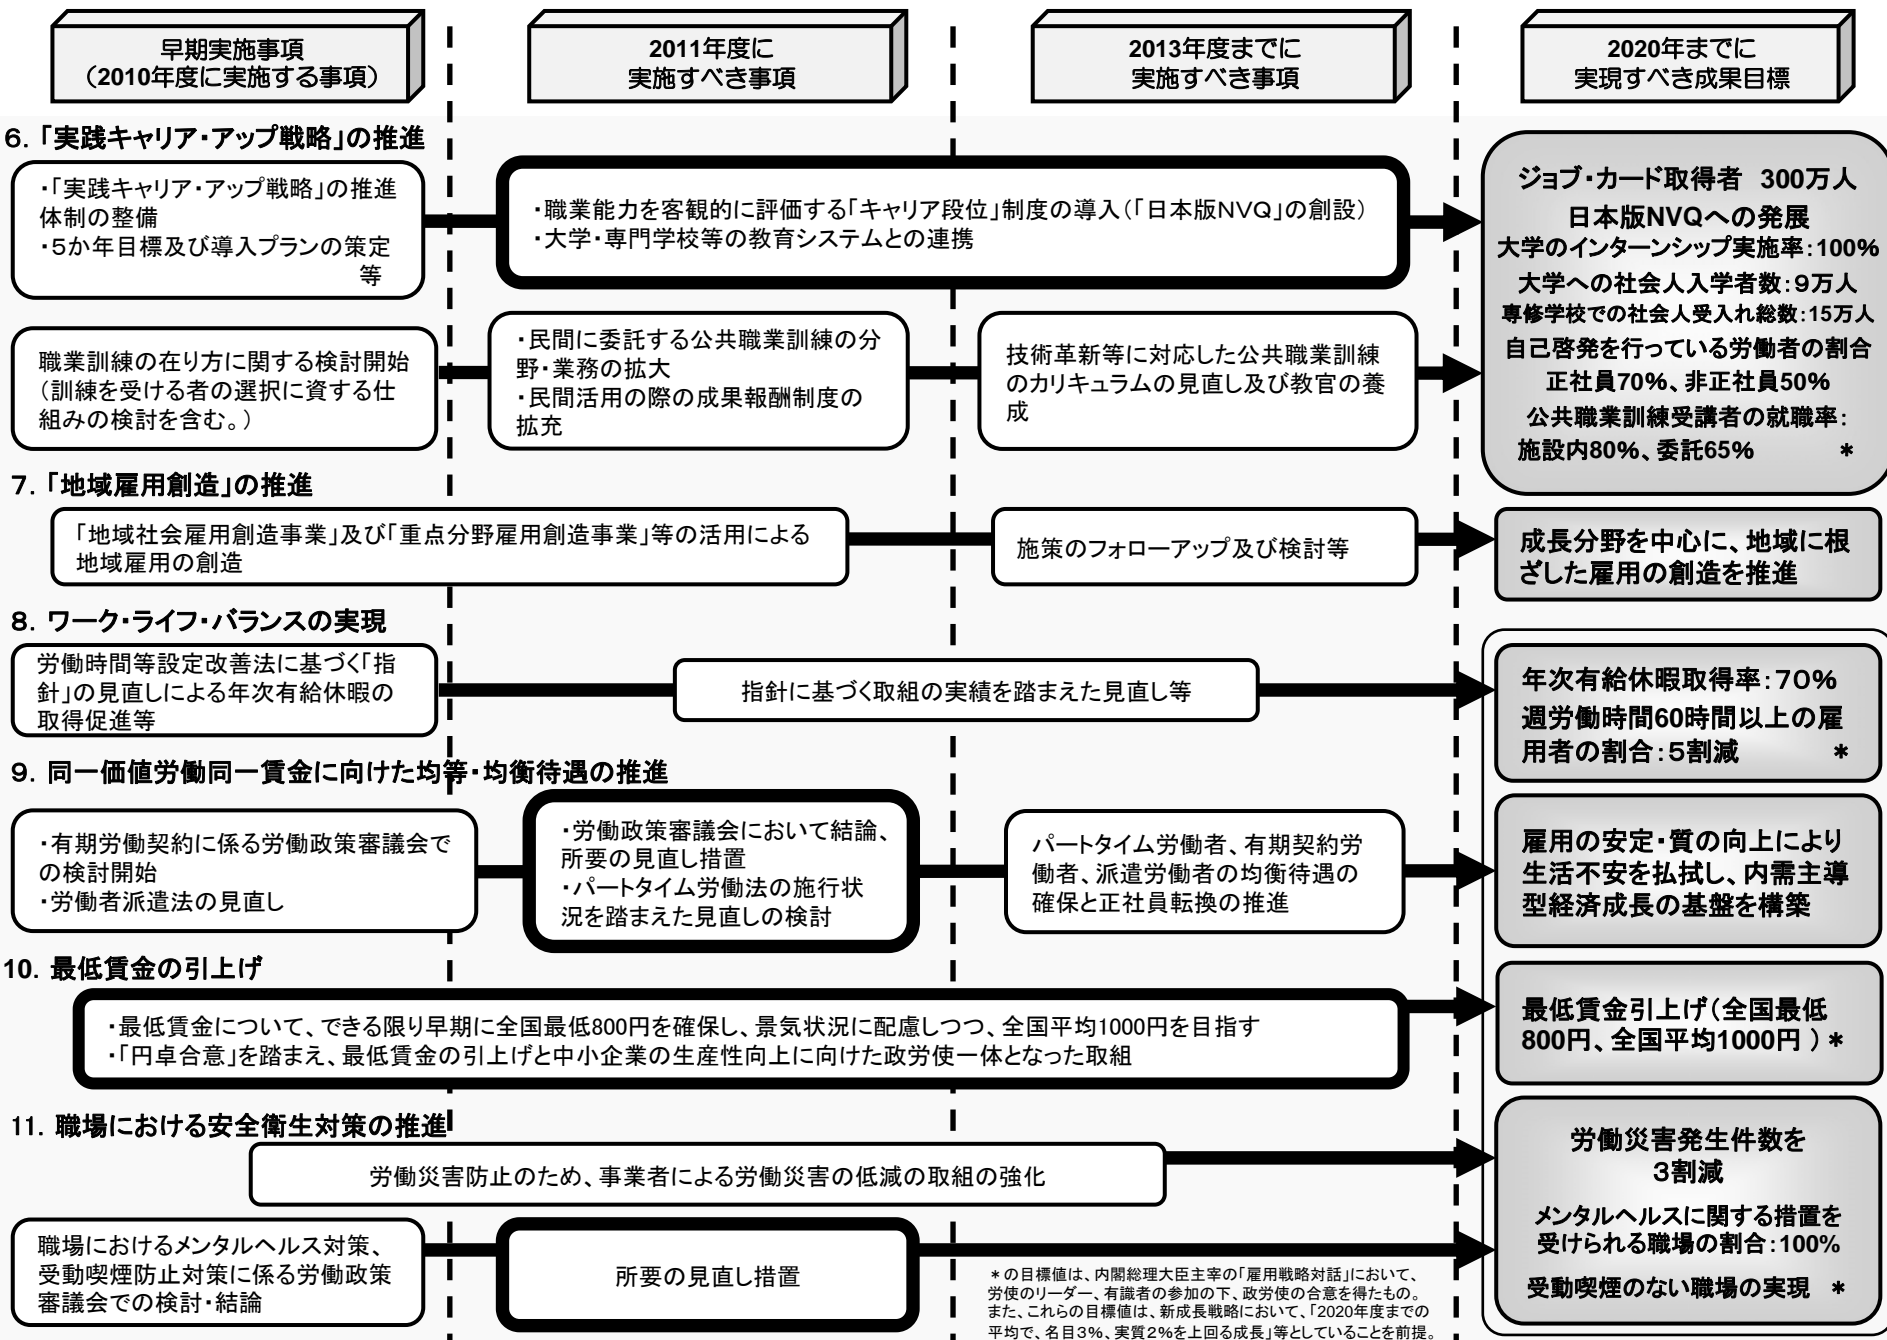 早期実施事項
（2010年度に実施する事項）
2011年度に
実施すべき事項
2013年度までに
実施すべき事項
2020年までに
実現すべき成果目標
６．「実践キャリア・アップ戦略」の推進
・「実践キャリア・アップ戦略」の推進
体制の整備
・５か年目標及び導入プランの策定
等
・職業能力を客観的に評価する「キャリア段位」制度の導入（「日本版ＮＶＱ」の創設）
・大学・専門学校等の教育システムとの連携
職業訓練の在り方に関する検討開始
（訓練を受ける者の選択に資する仕
組みの検討を含む。）
・民間に委託する公共職業訓練の分
野・業務の拡大
・民間活用の際の成果報酬制度の
拡充
技術革新等に対応した公共職業訓練
のカリキュラムの見直し及び教官の養
成
ジョブ・カード取得者　300万人
日本版NVQへの発展
大学のインターンシップ実施率：100％
大学への社会人入学者数：９万人
専修学校での社会人受入れ総数：15万人
自己啓発を行っている労働者の割合
正社員70％、非正社員50％
公共職業訓練受講者の就職率：
施設内80％、委託65％　　　＊
７．「地域雇用創造」の推進
「地域社会雇用創造事業」及び「重点分野雇用創造事業」等の活用による
地域雇用の創造
施策のフォローアップ及び検討等
成長分野を中心に、地域に根
ざした雇用の創造を推進
８．ワーク・ライフ・バランスの実現
労働時間等設定改善法に基づく「指
針」の見直しによる年次有給休暇の
取得促進等
指針に基づく取組の実績を踏まえた見直し等
年次有給休暇取得率：７０％
週労働時間60時間以上の雇
用者の割合：５割減　　　＊
９．同一価値労働同一賃金に向けた均等・均衡待遇の推進
・有期労働契約に係る労働政策審議会で
の検討開始
・労働者派遣法の見直し
・労働政策審議会において結論、
所要の見直し措置
・パートタイム労働法の施行状
況を踏まえた見直しの検討
パートタイム労働者、有期契約労
働者、派遣労働者の均衡待遇の
確保と正社員転換の推進
雇用の安定・質の向上により
生活不安を払拭し、内需主導
型経済成長の基盤を構築
10．最低賃金の引上げ
・最低賃金について、できる限り早期に全国最低800円を確保し、景気状況に配慮しつつ、全国平均1000円を目指す
・「円卓合意」を踏まえ、最低賃金の引上げと中小企業の生産性向上に向けた政労使一体となった取組
最低賃金引上げ（全国最低
800円、全国平均1000円 ）＊
11．職場における安全衛生対策の推進
労働災害防止のため、事業者による労働災害の低減の取組の強化
職場におけるメンタルヘルス対策、
受動喫煙防止対策に係る労働政策
審議会での検討・結論
所要の見直し措置
労働災害発生件数を
３割減
メンタルヘルスに関する措置を
受けられる職場の割合：100％
受動喫煙のない職場の実現　＊
＊の目標値は、内閣総理大臣主宰の「雇用戦略対話」において、
労使のリーダー、有識者の参加の下、政労使の合意を得たもの。
また、これらの目標値は、新成長戦略において、「2020年度までの
平均で、名目３％、実質２％を上回る成長」等としていることを前提。